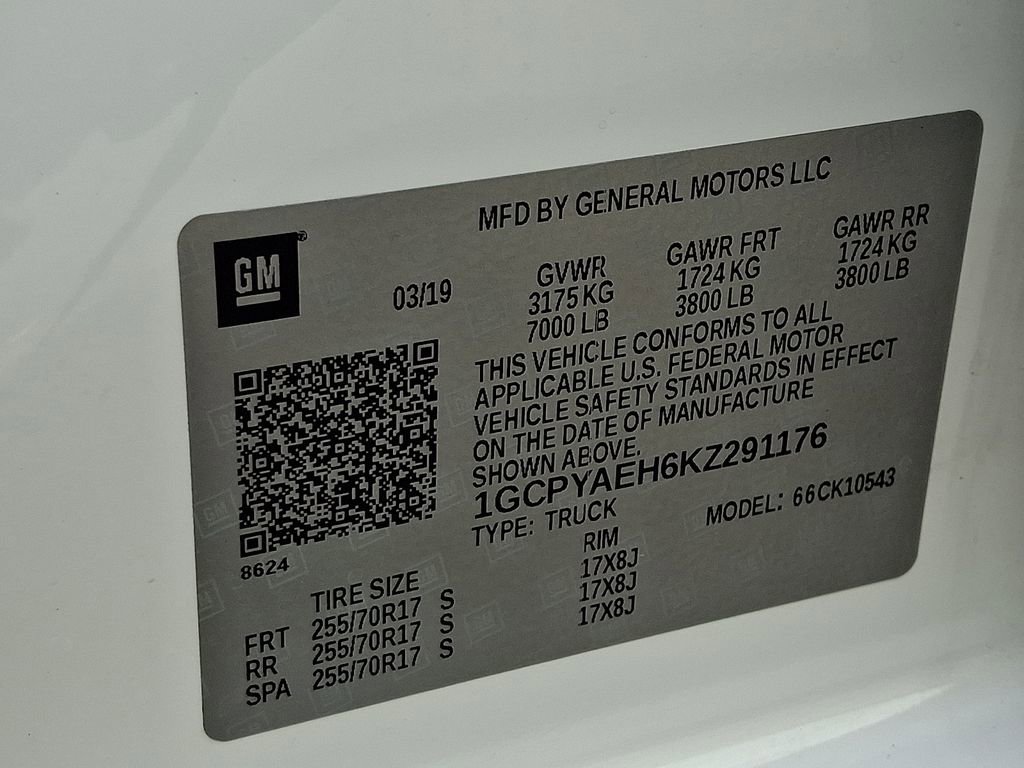 MFD BY GENERAL MOTORS LLC
GM
03/19
GVWR GAWR FRT GAWR RR
3175 KG 1724 KG 1724 KG
7000 LB 3800 LB 3800 LB
THIS VEHICLE CONFORMS TO ALL
APPLICABLE U.S. FEDERAL MOTOR
VEHICLE SAFETY STANDARDS IN EFFECT
ON THE DATE OF MANUFACTURE
SHOWN ABOVE.
1GCPYAEH6KZ291176
TYPE: TRUCK MODEL: 66CK10543
8624
TIRE SIZE RIM
FRT 255/70R17 S 17X8J
RR 255/70R17 S 17X8J
SPA 255/70R17 S 17X8J